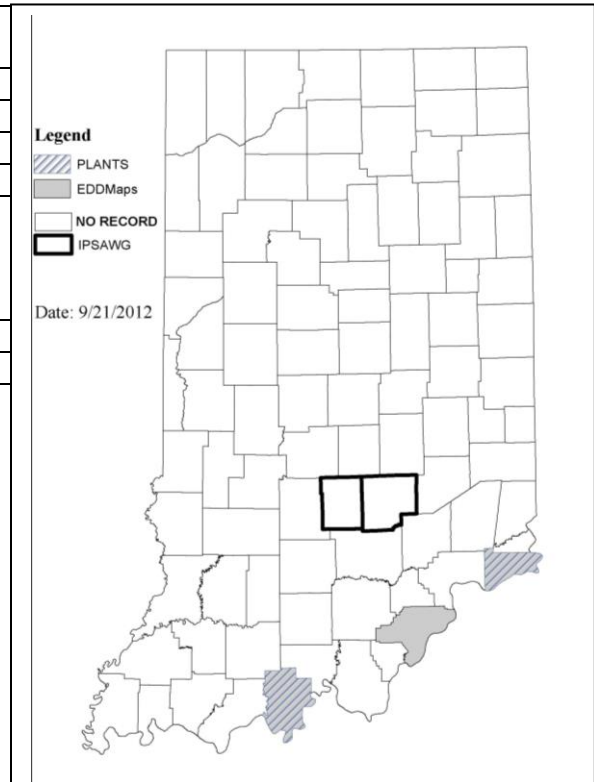 Legend
PLANTS
EDDMaps
NO RECORD
IPSAWG
Date: 9/21/2012